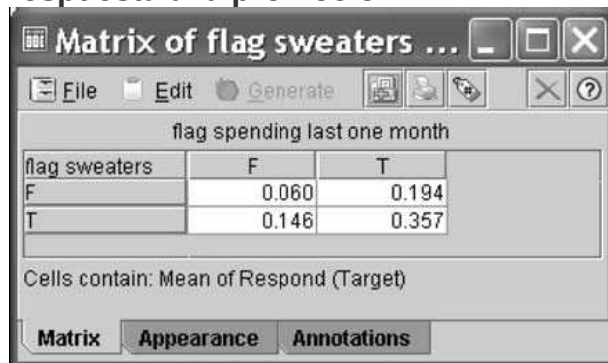 Matrix of flag sweaters ...
File Edit Generate
flag spending last one month
flag sweaters F T
F 0.060 0.194
T 0.146 0.357
Cells contain: Mean of Respond (Target)
Matrix Appearance Annotations